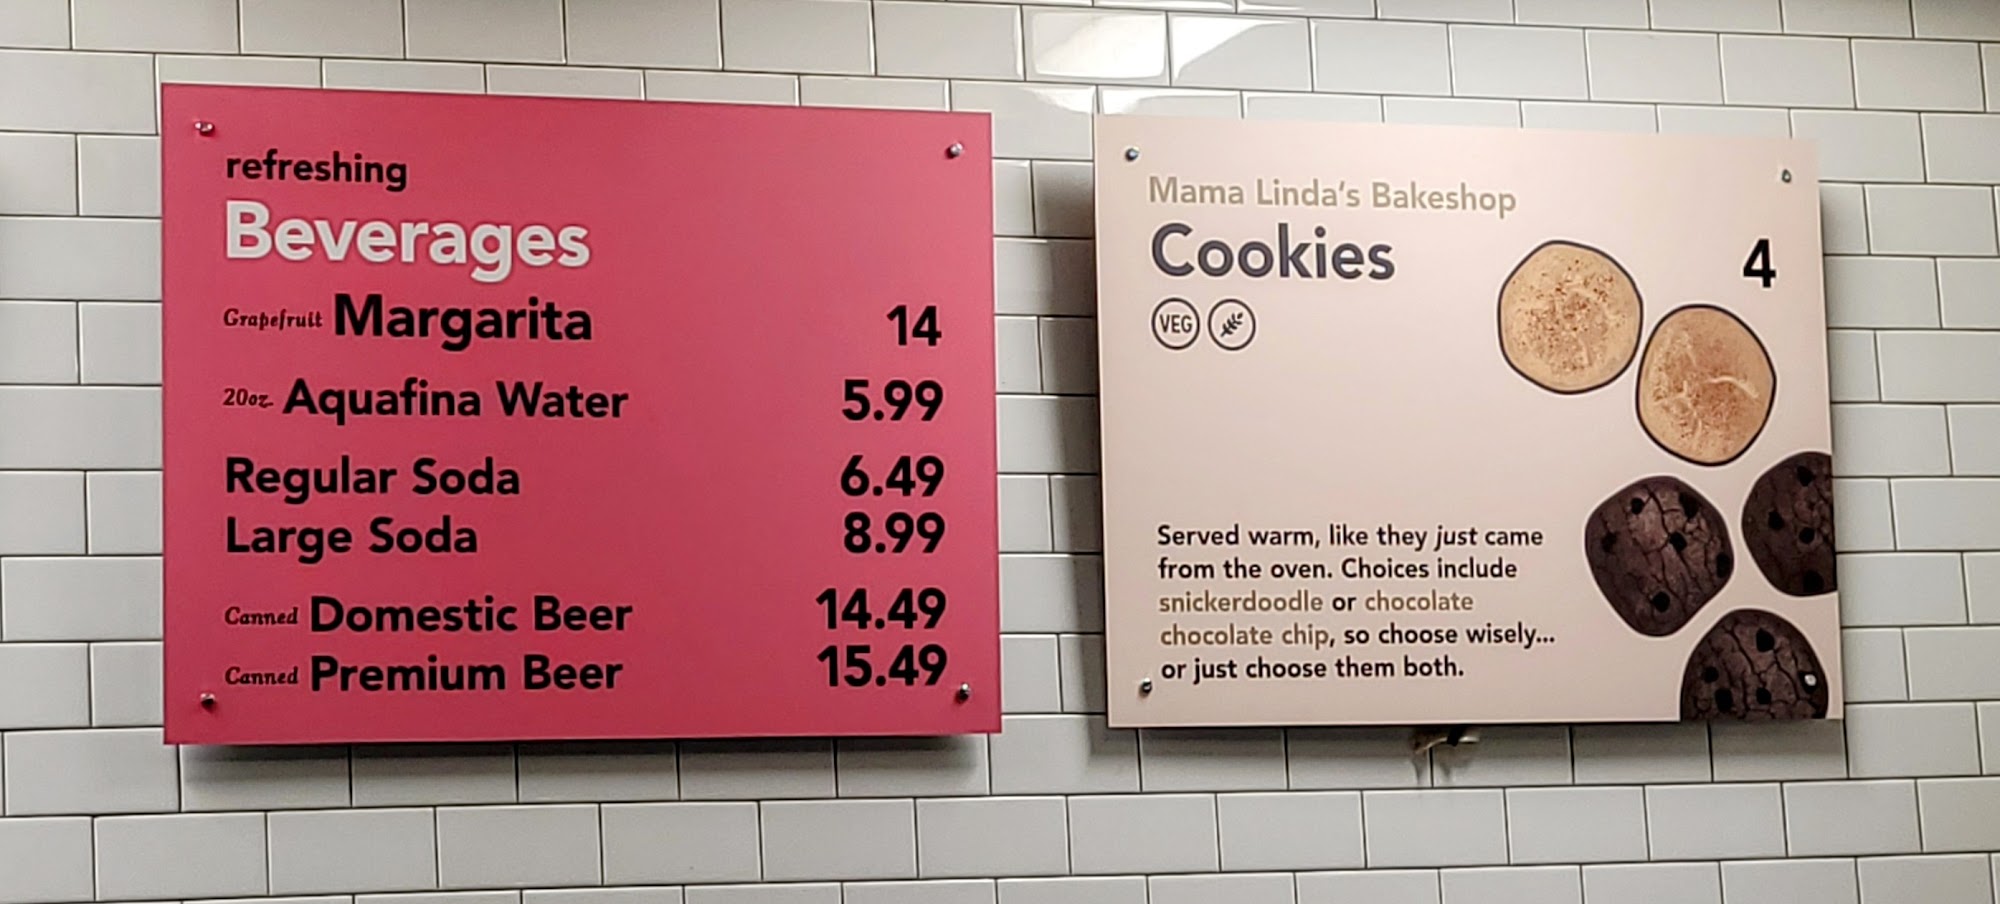 refreshing
Beverages
Grapefruit Margarita 14
20oz. Aquafina Water 5.99
Regular Soda 6.49
Large Soda 8.99
Canned Domestic Beer 14.49
Canned Premium Beer 15.49
Mama Linda's Bakeshop
Cookies 4
VEG
Served warm, like they just came
from the oven. Choices include
snickerdoodle or chocolate
chocolate chip, so choose wisely...
or just choose them both.